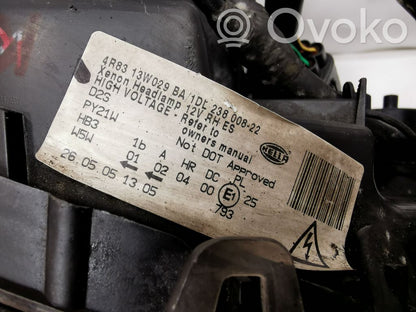 Ovoko
4R83 13W029 BA 1DL 238 008-22
Xenon Headlamp 12V RH ES
HIGH VOLTAGE - Refer to
D2S owners manual
PY21W Not DOT Approved
HB3
W5W 1b A HR DC PL
01 02 04 00 E1 25
26.05.05 13.05 793
HELLA